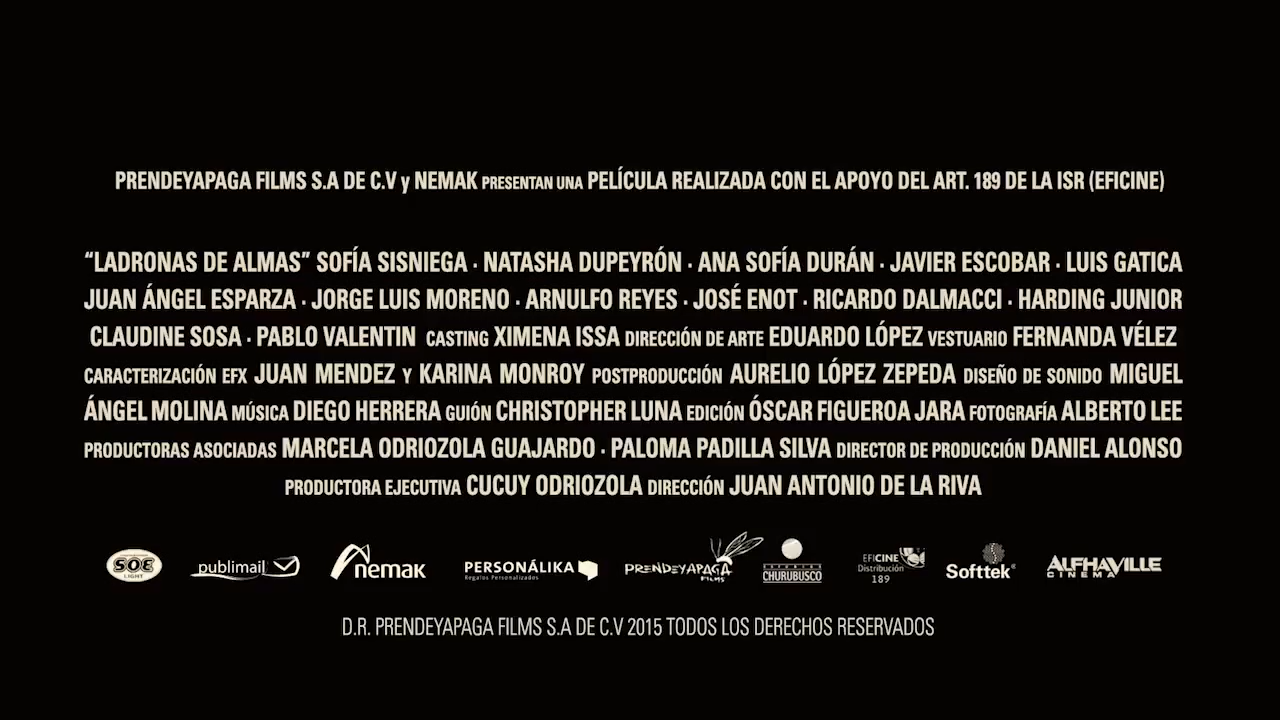 PRENDEYAPAGA FILMS S.A DE C.V y NEMAK PRESENTAN UNA PELÍCULA REALIZADA CON EL APOYO DEL ART. 189 DE LA ISR (EFICINE)
“LADRONAS DE ALMAS” SOFÍA SISNIEGA · NATASHA DUPEYRÓN · ANA SOFÍA DURÁN · JAVIER ESCOBAR · LUIS GATICA
JUAN ÁNGEL ESPARZA · JORGE LUIS MORENO · ARNULFO REYES · JOSÉ ENOT · RICARDO DALMACCI · HARDING JUNIOR
CLAUDINE SOSA · PABLO VALENTIN CASTING XIMENA ISSA DIRECCIÓN DE ARTE EDUARDO LÓPEZ VESTUARIO FERNANDA VÉLEZ
CARACTERIZACIÓN EFX JUAN MENDEZ Y KARINA MONROY POSTPRODUCCIÓN AURELIO LÓPEZ ZEPEDA DISEÑO DE SONIDO MIGUEL
ÁNGEL MOLINA MÚSICA DIEGO HERRERA GUIÓN CHRISTOPHER LUNA EDICIÓN ÓSCAR FIGUEROA JARA FOTOGRAFÍA ALBERTO LEE
PRODUCTORAS ASOCIADAS MARCELA ODRIOZOLA GUAJARDO · PALOMA PADILLA SILVA DIRECTOR DE PRODUCCIÓN DANIEL ALONSO
PRODUCTORA EJECUTIVA CUCUY ODRIOZOLA DIRECCIÓN JUAN ANTONIO DE LA RIVA
SOE LIGHT
publimail
nemak
PERSONÁLIKA
Regalos Personalizados
PRENDEYAPAGA
FILMS
ESTUDIOS
CHURUBUSCO
EFICINE
Distribución
189
Softtek®
ALFHAVILLE
CINEMA
D.R. PRENDEYAPAGA FILMS S.A DE C.V 2015 TODOS LOS DERECHOS RESERVADOS